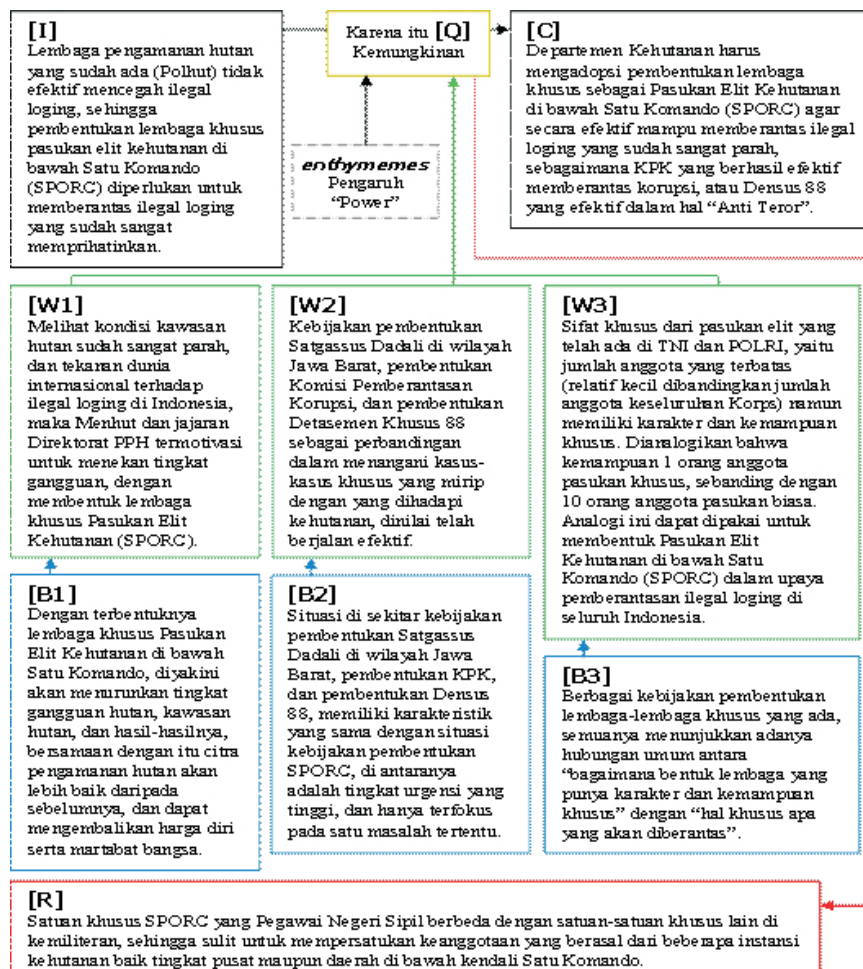 [I]
Lembaga pengamanan hutan
yang sudah ada (Polhut) tidak
efektif mencegah ilegal
loging, sehingga
pembentukan lembaga khusus
pasukan elit kehutanan di
bawah Satu Komando
(SPORC) diperlukan untuk
memberantas ilegal loging
yang sudah sangat
memprihatinkan.
Karena itu [Q]
Kemungkinan
enthymemes
Pengaruh
“Power”
[C]
Departemen Kehutanan harus
mengadopsi pembentukan lembaga
khusus sebagai Pasukan Elit Kehutanan
di bawah Satu Komando (SPORC) agar
secara efektif mampu memberantas ilegal
loging yang sudah sangat parah,
sebagaimana KPK yang berhasil efektif
memberantas korupsi, atau Densus 88
yang efektif dalam hal “Anti Teror”.
[W1]
Melihat kondisi kawasan
hutan sudah sangat parah,
dan tekanan dunia
internasional terhadap
ilegal loging di Indonesia,
maka Menhut dan jajaran
Direktorat PPH termotivasi
untuk menekan tingkat
gangguan, dengan
membentuk lembaga
khusus Pasukan Elit
Kehutanan (SPORC).
[W2]
Kebijakan pembentukan
Satgassus Dadali di wilayah
Jawa Barat, pembentukan
Komisi Pemberantasan
Korupsi, dan pembentukan
Detasemen Khusus 88
sebagai perbandingan
dalam menangani kasus-
kasus khusus yang mirip
dengan yang dihadapi
kehutanan, dinilai telah
berjalan efektif.
[W3]
Sifat khusus dari pasukan elit yang
telah ada di TNI dan POLRI, yaitu
jumlah anggota yang terbatas
(relatif kecil dibandingkan jumlah
anggota keseluruhan Korps) namun
memiliki karakter dan kemampuan
khusus. Dianalogikan bahwa
kemampuan 1 orang anggota
pasukan khusus, sebanding dengan
10 orang anggota pasukan biasa.
Analogi ini dapat dipakai untuk
membentuk Pasukan Elit
Kehutanan di bawah Satu
Komando (SPORC) dalam upaya
pemberantasan ilegal loging di
seluruh Indonesia.
[B1]
Dengan terbentuknya
lembaga khusus Pasukan
Elit Kehutanan di bawah
Satu Komando, diyakini
akan menurunkan tingkat
gangguan hutan, kawasan
hutan, dan hasil-hasilnya,
bersamaan dengan itu citra
pengamanan hutan akan
lebih baik daripada
sebelumnya, dan dapat
mengembalikan harga diri
serta martabat bangsa.
[B2]
Situasi di sekitar kebijakan
pembentukan Satgassus
Dadali di wilayah Jawa
Barat, pembentukan KPK,
dan pembentukan Densus
88, memiliki karakteristik
yang sama dengan situasi
kebijakan pembentukan
SPORC, di antaranya
adalah tingkat urgensi yang
tinggi, dan hanya terfokus
pada satu masalah tertentu.
[B3]
Berbagai kebijakan pembentukan
lembaga-lembaga khusus yang ada,
semuanya menunjukkan adanya
hubungan umum antara
“bagaimana bentuk lembaga yang
punya karakter dan kemampuan
khusus” dengan “hal khusus apa
yang akan diberantas”.
[R]
Satuan khusus SPORC yang Pegawai Negeri Sipil berbeda dengan satuan-satuan khusus lain di
kemiliteran, sehingga sulit untuk mempersatukan keanggotaan yang berasal dari beberapa instansi
kehutanan baik tingkat pusat maupun daerah di bawah kendali Satu Komando.